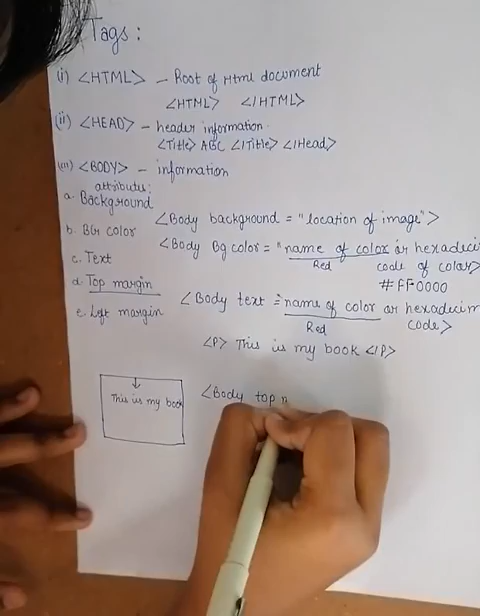 Tags:
(i) <HTML> - Root of Html document
<HTML> </HTML>
(ii) <HEAD> - header information.
<Title> ABC </Title> </Head>
(iii) <BODY> - information
attributes:
a. Background
<Body background = "location of image">
b. BGr color
<Body Bg color = "name of color or hexadeci
Red
code of color>
c. Text
#FF0000
d. Top margin
<Body text = name of color or hexadecim
Red
code>
e. Left margin
<P> This is my book </P>
↓
This is my book
<Body top